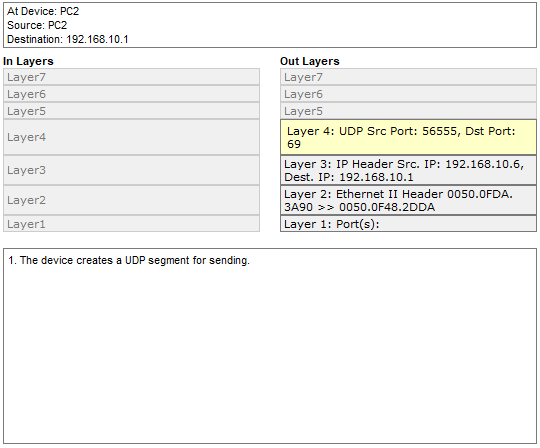 At Device: PC2
Source: PC2
Destination: 192.168.10.1
In Layers
Layer7
Layer6
Layer5
Layer4
Layer3
Layer2
Layer1
Out Layers
Layer7
Layer6
Layer5
Layer 4: UDP Src Port: 56555, Dst Port:
69
Layer 3: IP Header Src. IP: 192.168.10.6,
Dest. IP: 192.168.10.1
Layer 2: Ethernet II Header 0050.0FDA.
3A90 >> 0050.0F48.2DDA
Layer 1: Port(s):
1. The device creates a UDP segment for sending.